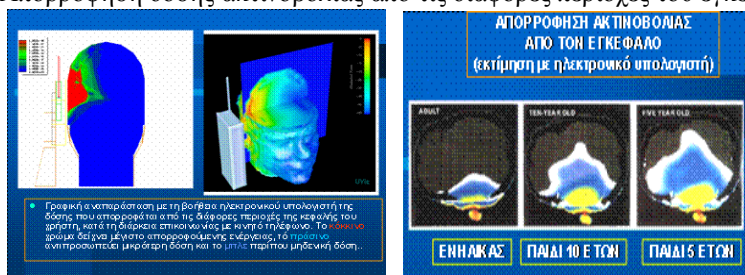 Απορρόφηση δόσης ακτινοβολίας από τις διάφορες περιοχές του εγκε
Γραφική αναπαράσταση με τη βοήθεια ηλεκτρονικού υπολογιστή της
δόσης που απορροφάται από τις διάφορες περιοχές της κεφαλής του
χρήστη, κατά τη διάρκεια επικοινωνίας με κινητό τηλέφωνο. Το κόκκινο
χρώμα δείχνει μέγιστο απορροφούμενης ενέργειας, τό πράσινο
αντιπροσωπεύει μικρότερη δόση και το μπλε περίπου μηδενική δόση..
ΑΠΟΡΡΟΦΗΣΗ ΑΚΤΙΝΟΒΟΛΙΑΣ
ΑΠΟ ΤΟΝ ΕΓΚΕΦΑΛΟ
(εκτίμηση με ηλεκτρονικό υπολογιστή)
ADULT
TEN-YEAR OLD
FIVE YEAR OLD
ΕΝΗΛΙΚΑΣ
ΠΑΙΔΙ 10 ΕΤΩΝ
ΠΑΙΔΙ 5 ΕΤΩΝ